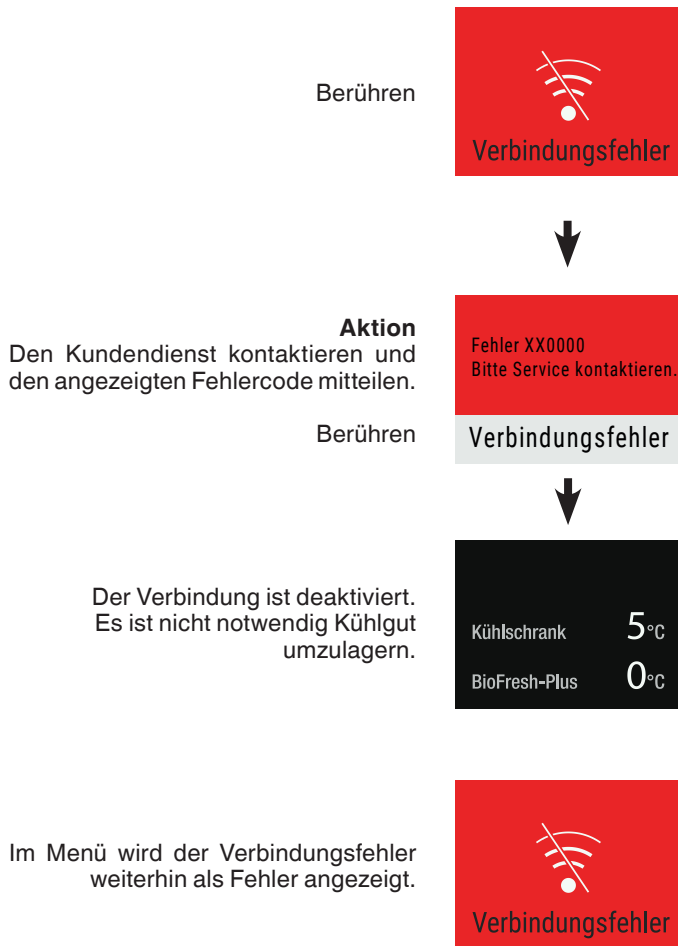 Berühren
Verbindungsfehler
Aktion
Den Kundendienst kontaktieren und
den angezeigten Fehlercode mitteilen.
Fehler XX0000
Bitte Service kontaktieren.
Berühren
Verbindungsfehler
Der Verbindung ist deaktiviert.
Es ist nicht notwendig Kühlgut
umzulagern.
Kühlschrank 5°C
BioFresh-Plus 0°C
Im Menü wird der Verbindungsfehler
weiterhin als Fehler angezeigt.
Verbindungsfehler